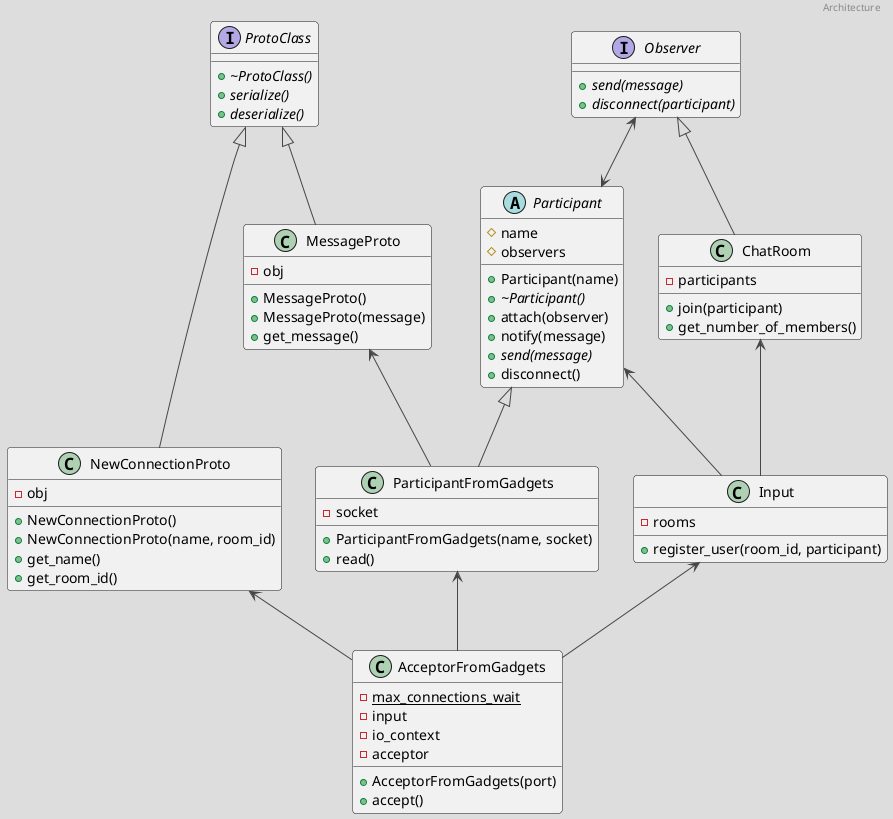 Architecture
I ProtoClass
~ProtoClass()
serialize()
deserialize()
I Observer
send(message)
disconnect(participant)
C MessageProto
obj
MessageProto()
MessageProto(message)
get_message()
A Participant
name
observers
Participant(name)
~Participant()
attach(observer)
notify(message)
send(message)
disconnect()
C ChatRoom
participants
join(participant)
get_number_of_members()
C NewConnectionProto
obj
NewConnectionProto()
NewConnectionProto(name, room_id)
get_name()
get_room_id()
C ParticipantFromGadgets
socket
ParticipantFromGadgets(name, socket)
read()
C Input
rooms
register_user(room_id, participant)
C AcceptorFromGadgets
max_connections_wait
input
io_context
acceptor
AcceptorFromGadgets(port)
accept()